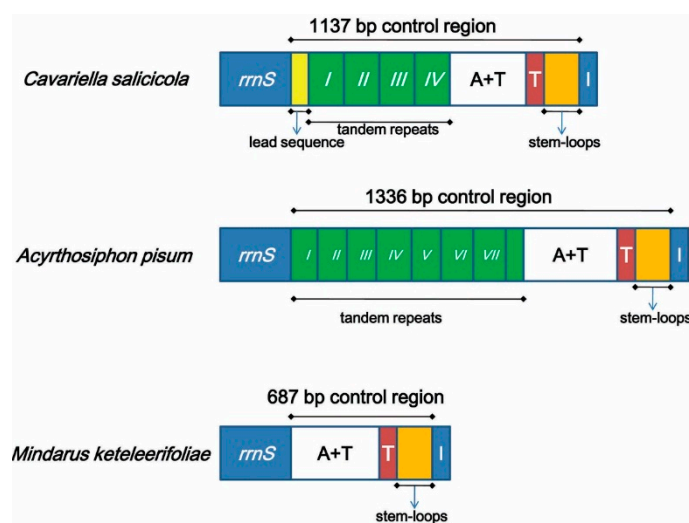 1137 bp control region
Cavariella salicicola
rrnS I II III IV A+T T I
tandem repeats
lead sequence
stem-loops
1336 bp control region
Acyrthosiphon pisum
rrnS I II III IV V VI VII A+T T I
tandem repeats
stem-loops
687 bp control region
Mindarus keteleerifoliae
rrnS A+T T I
stem-loops